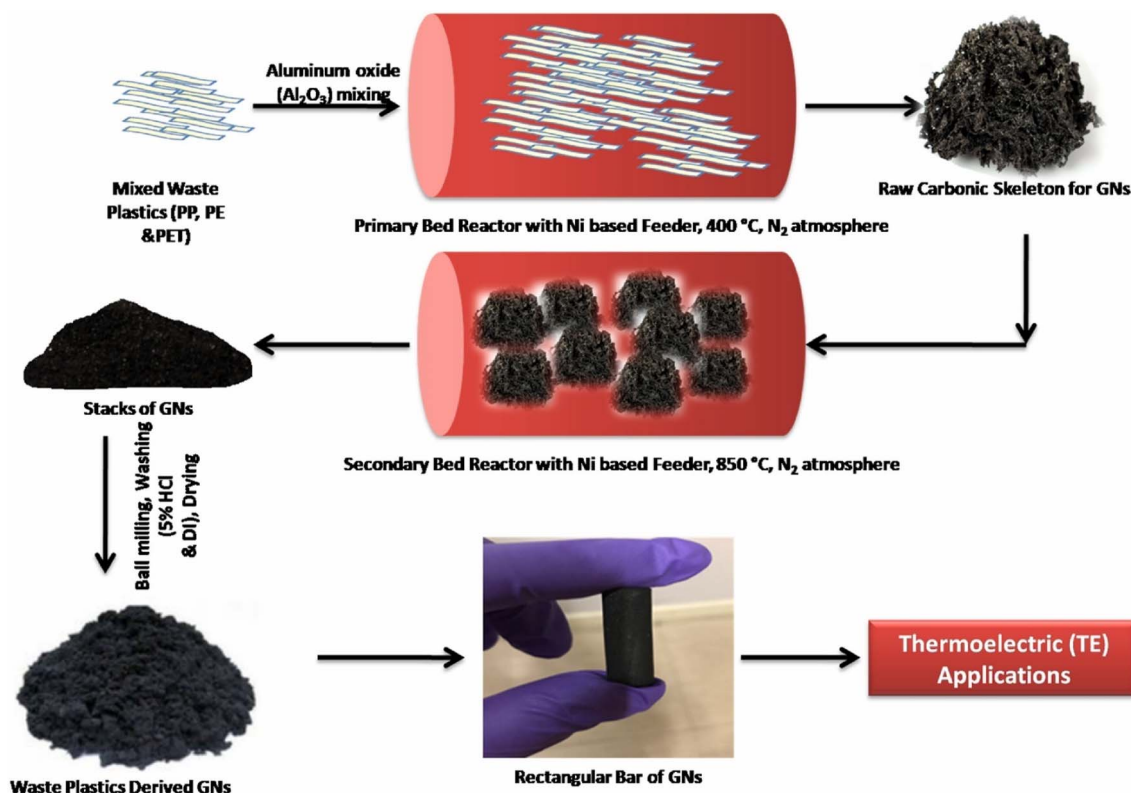 Aluminum oxide
(Al₂O₃) mixing
Mixed Waste
Plastics (PP, PE
&PET)
Primary Bed Reactor with Ni based Feeder, 400 °C, N₂ atmosphere
Raw Carbonic Skeleton for GNs
Stacks of GNs
Secondary Bed Reactor with Ni based Feeder, 850 °C, N₂ atmosphere
Ball milling, Washing
(5% HCl
& DI), Drying
Waste Plastics Derived GNs
Rectangular Bar of GNs
Thermoelectric (TE)
Applications